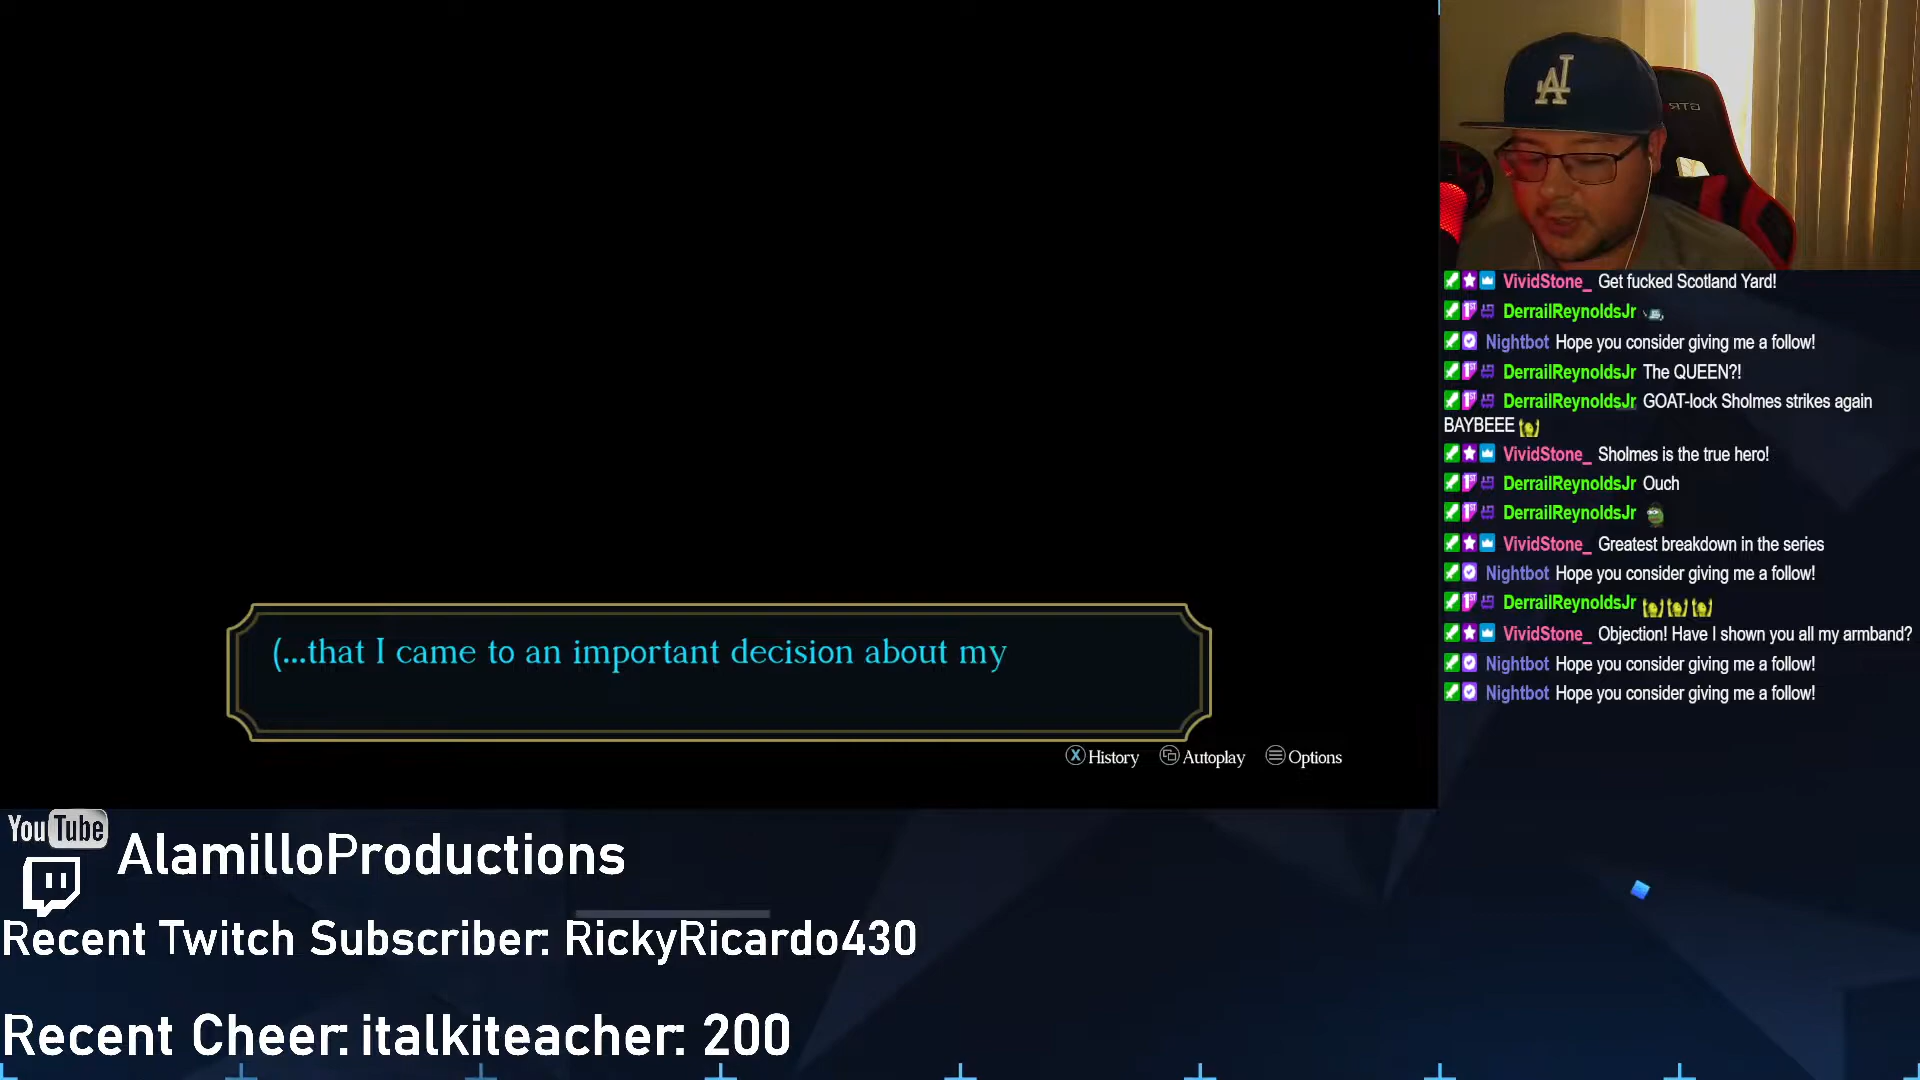 GTR
VividStone_ Get fucked Scotland Yard!
DerrailReynoldsJr
Nightbot Hope you consider giving me a follow!
DerrailReynoldsJr The QUEEN?!
DerrailReynoldsJr GOAT-lock Sholmes strikes again
BAYBEEE
VividStone_ Sholmes is the true hero!
DerrailReynoldsJr Ouch
DerrailReynoldsJr
VividStone_ Greatest breakdown in the series
Nightbot Hope you consider giving me a follow!
DerrailReynoldsJr
VividStone_ Objection! Have I shown you all my armband?
Nightbot Hope you consider giving me a follow!
Nightbot Hope you consider giving me a follow!
(...that I came to an important decision about my
X History Autoplay Options
YouTube
AlamilloProductions
Recent Twitch Subscriber: RickyRicardo430
Recent Cheer: italkiteacher: 200